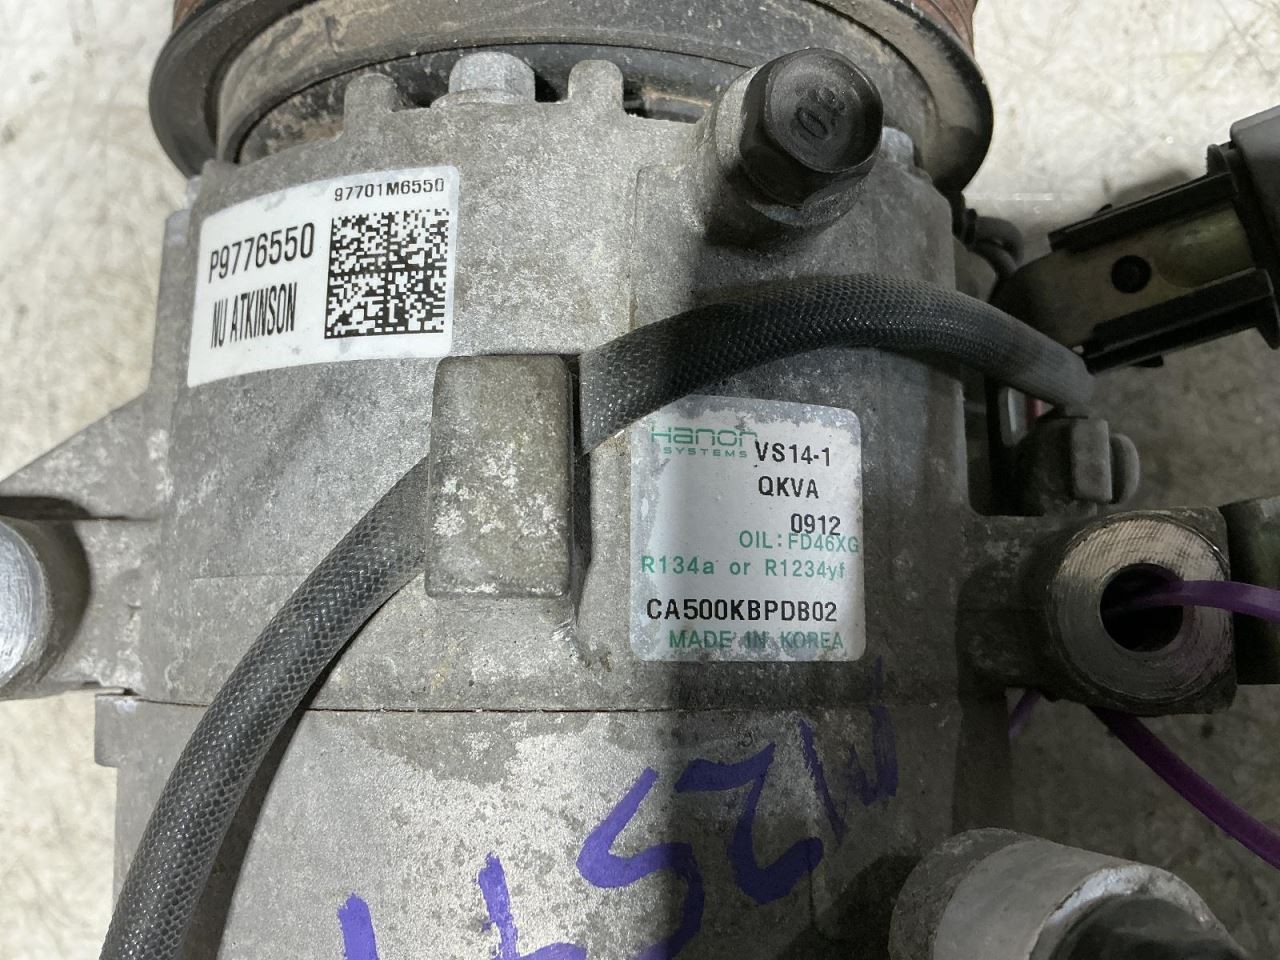 97701M6550
P9776550
NU ATKINSON
Hanon
SYSTEMS
VS14-1
QKVA
0912
OIL: FD46XG
R134a or R1234yf
CA500KBPDB02
MADE IN KOREA